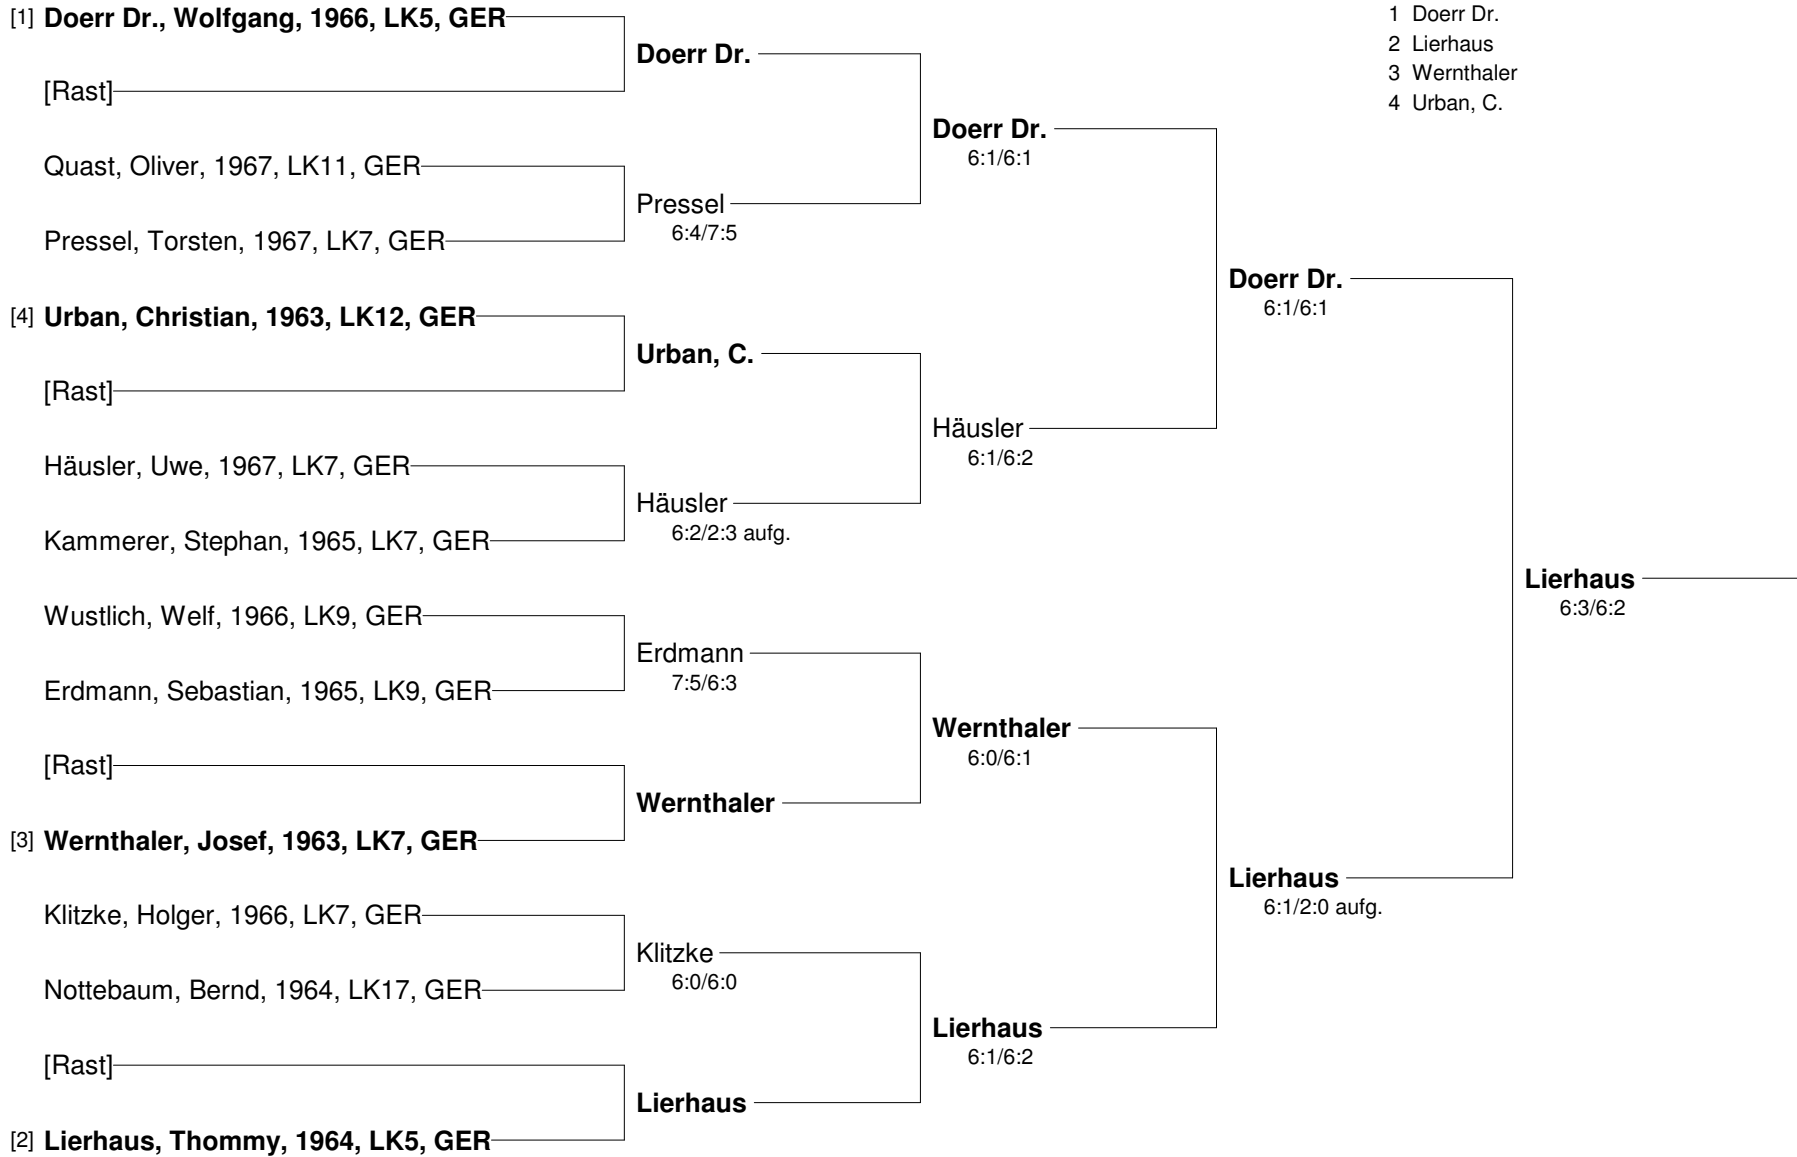 [1] Doerr Dr., Wolfgang, 1966, LK5, GER
[Rast]
Quast, Oliver, 1967, LK11, GER
Pressel, Torsten, 1967, LK7, GER
[4] Urban, Christian, 1963, LK12, GER
[Rast]
Häusler, Uwe, 1967, LK7, GER
Kammerer, Stephan, 1965, LK7, GER
Wustlich, Welf, 1966, LK9, GER
Erdmann, Sebastian, 1965, LK9, GER
[Rast]
[3] Wernthaler, Josef, 1963, LK7, GER
Klitzke, Holger, 1966, LK7, GER
Nottebaum, Bernd, 1964, LK17, GER
[Rast]
[2] Lierhaus, Thommy, 1964, LK5, GER
Doerr Dr.
Pressel
6:4/7:5
Urban, C.
Häusler
6:2/2:3 aufg.
Erdmann
7:5/6:3
Wernthaler
Klitzke
6:0/6:0
Lierhaus
Doerr Dr.
6:1/6:1
Häusler
6:1/6:2
Wernthaler
6:0/6:1
Lierhaus
6:1/6:2
Doerr Dr.
6:1/6:1
Lierhaus
6:1/2:0 aufg.
Lierhaus
6:3/6:2
1 Doerr Dr.
2 Lierhaus
3 Wernthaler
4 Urban, C.